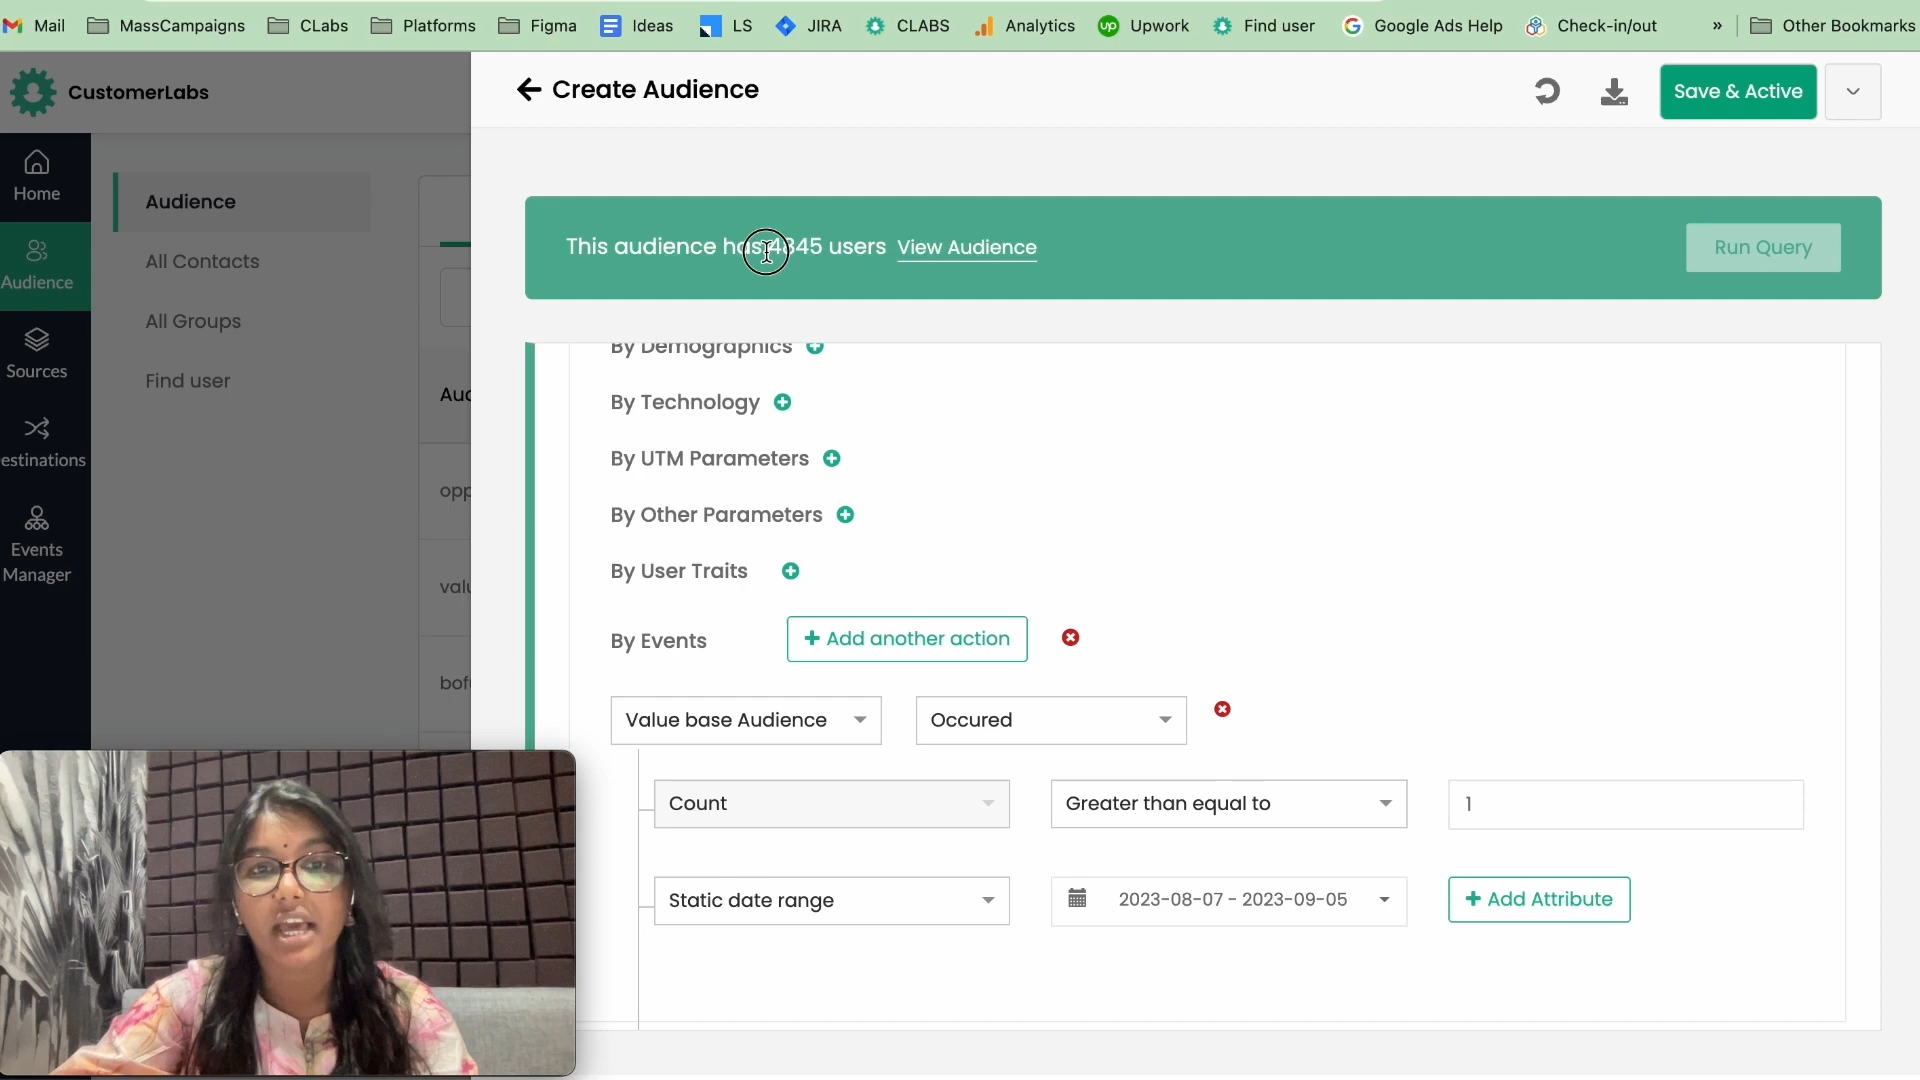 Mail MassCampaigns CLabs Platforms Figma Ideas LS JIRA CLABS Analytics Upwork Find user Google Ads Help Check-in/out » Other Bookmarks
CustomerLabs
Create Audience
Save & Active
Home
Audience
Sources
estinations
Events
Manager
Audience
All Contacts
All Groups
Find user
Auc
opp
valu
bofu
This audience has 4845 users View Audience
Run Query
By Demographics
By Technology
By UTM Parameters
By Other Parameters
By User Traits
By Events
+ Add another action
Value base Audience
Occured
Count
Greater than equal to
1
Static date range
2023-08-07 - 2023-09-05
+ Add Attribute